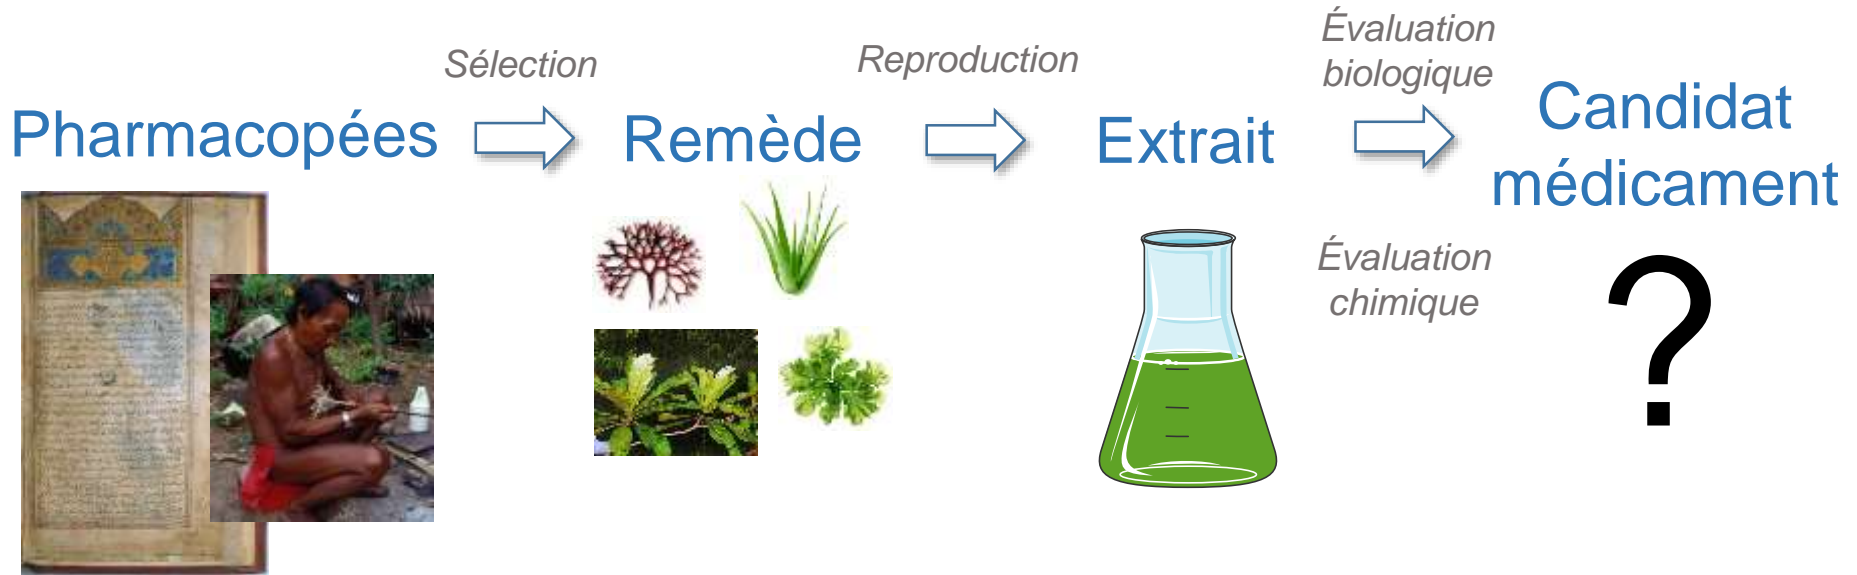 Pharmacopées
Sélection
Remède
Reproduction
Extrait
Évaluation
biologique
Évaluation
chimique
Candidat
médicament
?